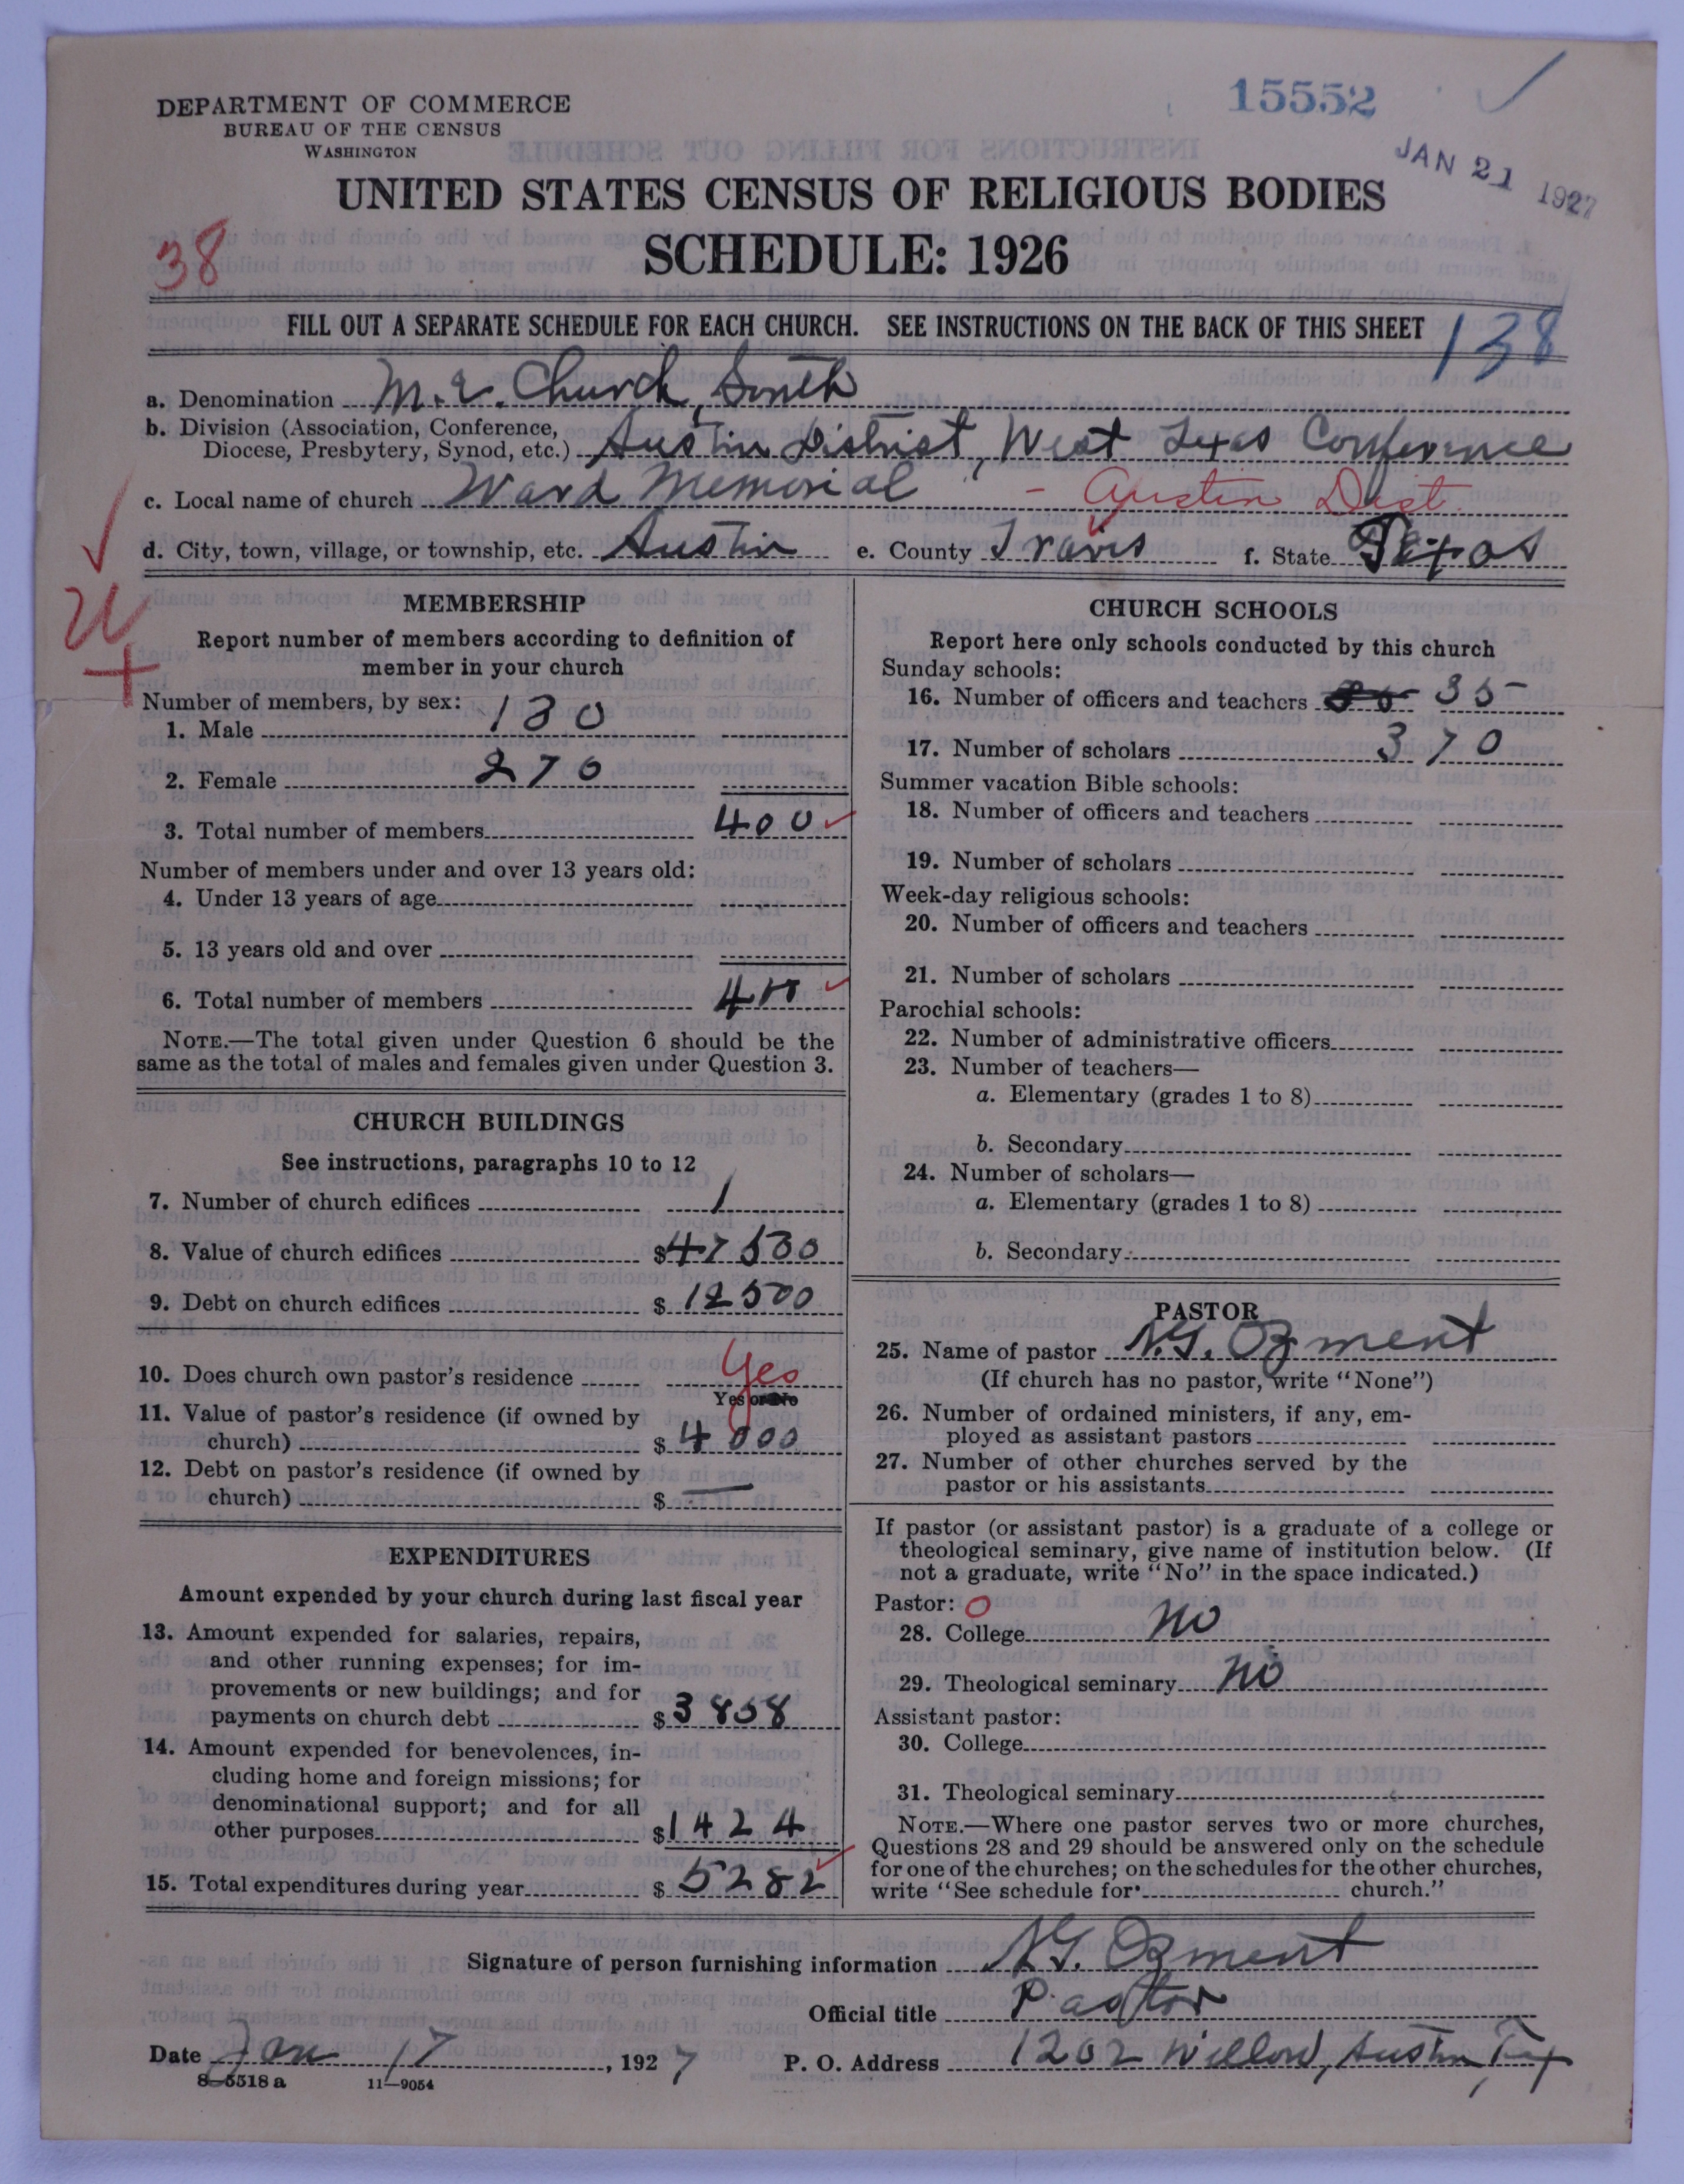 15552
JAN 21 1927
DEPARTMENT OF COMMERCE
BUREAU OF THE CENSUS
WASHINGTON
UNITED STATES CENSUS OF RELIGIOUS BODIES
38
SCHEDULE: 1926
FILL OUT A SEPARATE SCHEDULE FOR EACH CHURCH. SEE INSTRUCTIONS ON THE BACK OF THIS SHEET
138
a. Denomination M. E. Church, South
b. Division (Association, Conference,
Diocese, Presbytery, Synod, etc.) Austin District, West Texas Conference
c. Local name of church Ward Memorial - Austin Dist.
d. City, town, village, or township, etc. Austin e. County Travis f. State Texas
MEMBERSHIP
Report number of members according to definition of
member in your church
Number of members, by sex:
1. Male 130
2. Female 270
3. Total number of members 400
Number of members under and over 13 years old:
4. Under 13 years of age
5. 13 years old and over
6. Total number of members 400
NOTE.—The total given under Question 6 should be the
same as the total of males and females given under Question 3.
CHURCH BUILDINGS
See instructions, paragraphs 10 to 12
7. Number of church edifices 1
8. Value of church edifices $47500
9. Debt on church edifices $12500
10. Does church own pastor's residence Yes
Yes or No
11. Value of pastor's residence (if owned by
church) $4000
12. Debt on pastor's residence (if owned by
church) $ —
EXPENDITURES
Amount expended by your church during last fiscal year
13. Amount expended for salaries, repairs,
and other running expenses; for im-
provements or new buildings; and for
payments on church debt $3858
14. Amount expended for benevolences, in-
cluding home and foreign missions; for
denominational support; and for all
other purposes $1424
15. Total expenditures during year $5282
CHURCH SCHOOLS
Report here only schools conducted by this church
Sunday schools:
16. Number of officers and teachers 35
17. Number of scholars 370
Summer vacation Bible schools:
18. Number of officers and teachers
19. Number of scholars
Week-day religious schools:
20. Number of officers and teachers
21. Number of scholars
Parochial schools:
22. Number of administrative officers
23. Number of teachers—
a. Elementary (grades 1 to 8)
b. Secondary
24. Number of scholars—
a. Elementary (grades 1 to 8)
b. Secondary
PASTOR
25. Name of pastor N. G. Ozment
(If church has no pastor, write "None")
26. Number of ordained ministers, if any, em-
ployed as assistant pastors
27. Number of other churches served by the
pastor or his assistants
If pastor (or assistant pastor) is a graduate of a college or
theological seminary, give name of institution below. (If
not a graduate, write "No" in the space indicated.)
Pastor: O
28. College No
29. Theological seminary No
Assistant pastor:
30. College
31. Theological seminary
NOTE.—Where one pastor serves two or more churches,
Questions 28 and 29 should be answered only on the schedule
for one of the churches; on the schedules for the other churches,
write "See schedule for church."
Signature of person furnishing information N. G. Ozment
Official title Pastor
Date Jan 17, 1927 P. O. Address 1202 Willow, Austin, Tex
8-5518 a 11—9054